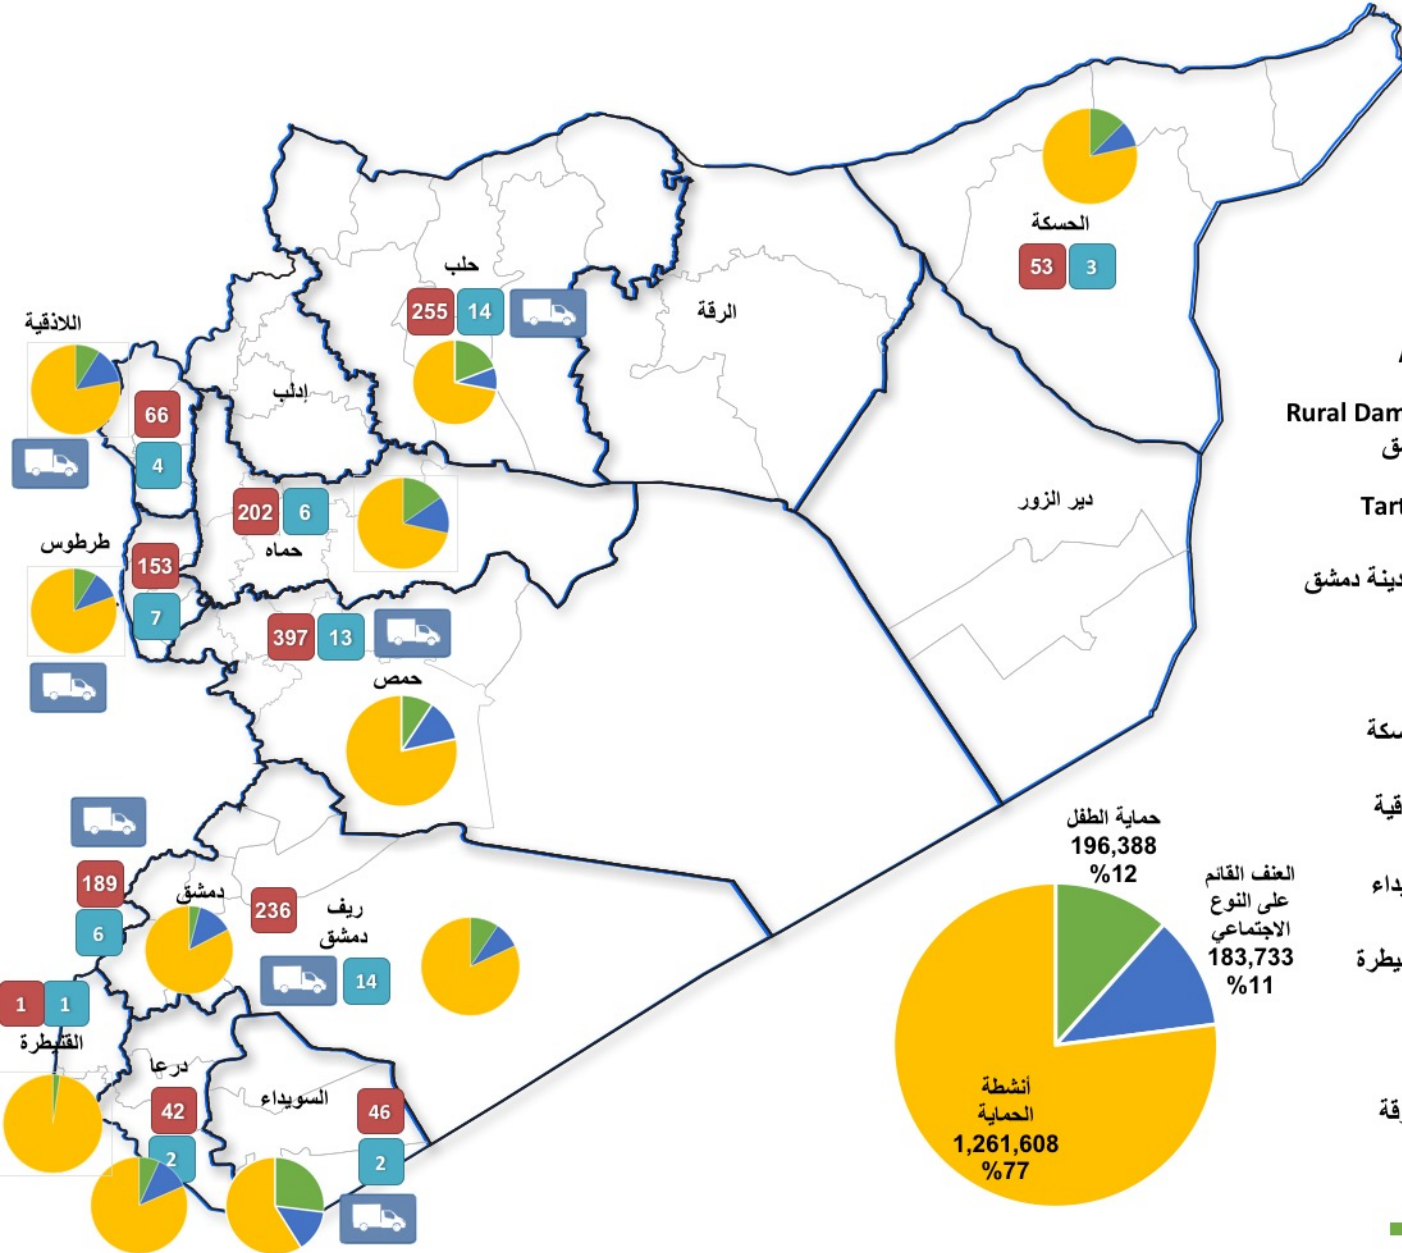 الحسكة
53
3
حلب
255
14
الرقة
اللاذقية
66
4
إدلب
202
6
حماه
دير الزور
طرطوس
153
7
397
13
حمص
189
6
دمشق
236
ريف
دمشق
14
1
1
القنيطرة
درعا
42
2
السويداء
46
2
حماية الطفل
196,388
%12
العنف القائم
على النوع
الاجتماعي
183,733
%11
أنشطة
الحماية
1,261,608
%77
Rural Dam
Tart
دينة دمشق